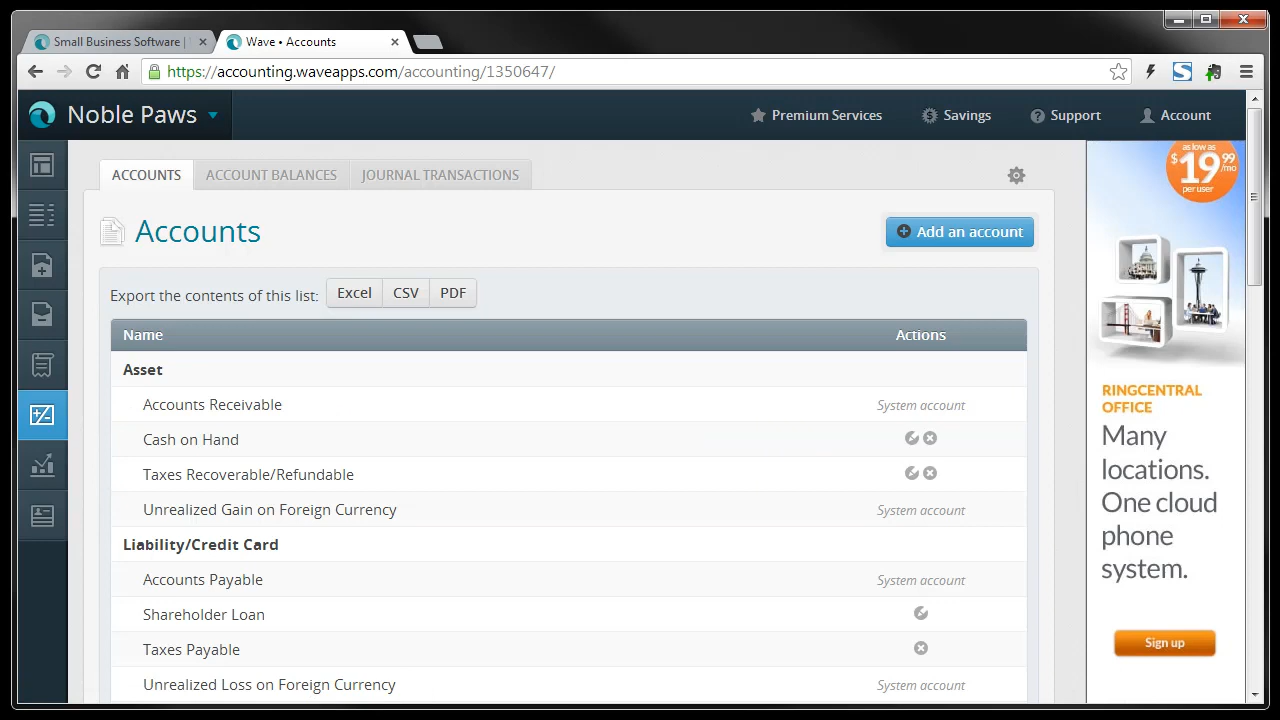 Small Business Software |
Wave • Accounts
https://accounting.waveapps.com/accounting/1350647/
Noble Paws
Premium Services
Savings
Support
Account
ACCOUNTS
ACCOUNT BALANCES
JOURNAL TRANSACTIONS
Accounts
Add an account
Export the contents of this list:
Excel
CSV
PDF
Name
Actions
Asset
Accounts Receivable
System account
Cash on Hand
Taxes Recoverable/Refundable
Unrealized Gain on Foreign Currency
System account
Liability/Credit Card
Accounts Payable
System account
Shareholder Loan
Taxes Payable
Unrealized Loss on Foreign Currency
System account
as low as
$19.99
/mo
per user
RINGCENTRAL
OFFICE
Many
locations.
One cloud
phone
system.
Sign up